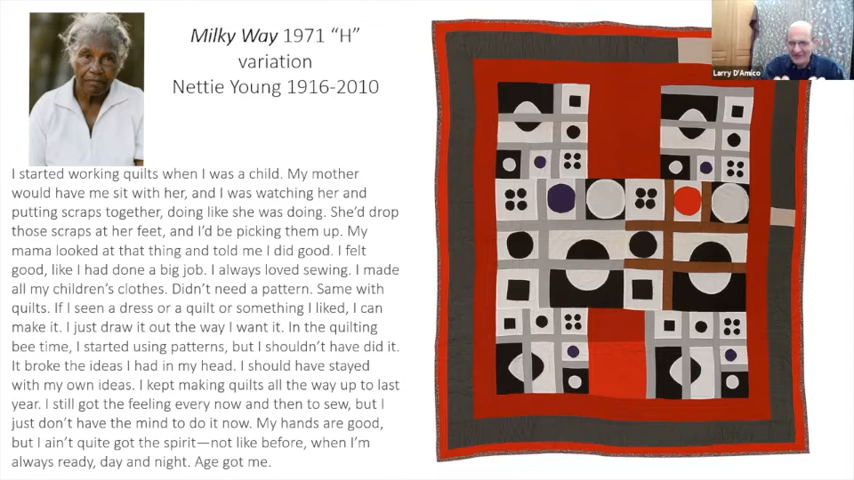 Milky Way 1971 “H”
variation
Nettie Young 1916-2010
Larry D'Amico
I started working quilts when I was a child. My mother
would have me sit with her, and I was watching her and
putting scraps together, doing like she was doing. She’d drop
those scraps at her feet, and I’d be picking them up. My
mama looked at that thing and told me I did good. I felt
good, like I had done a big job. I always loved sewing. I made
all my children’s clothes. Didn’t need a pattern. Same with
quilts. If I seen a dress or a quilt or something I liked, I can
make it. I just draw it out the way I want it. In the quilting
bee time, I started using patterns, but I shouldn’t have did it.
It broke the ideas I had in my head. I should have stayed
with my own ideas. I kept making quilts all the way up to last
year. I still got the feeling every now and then to sew, but I
just don’t have the mind to do it now. My hands are good,
but I ain’t quite got the spirit—not like before, when I’m
always ready, day and night. Age got me.